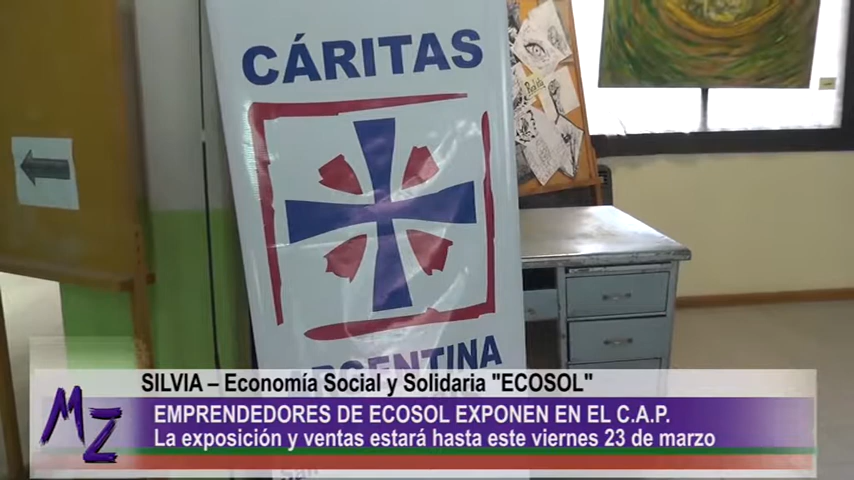 CÁRITAS
ARGENTINA
SILVIA – Economía Social y Solidaria "ECOSOL"
MZ
EMPRENDEDORES DE ECOSOL EXPONEN EN EL C.A.P.
La exposición y ventas estará hasta este viernes 23 de marzo